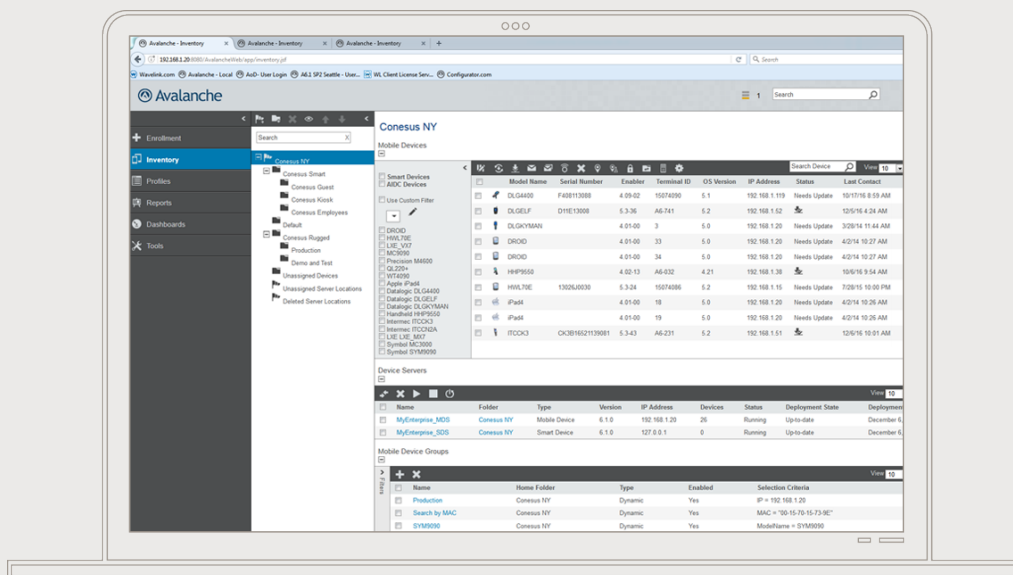 Avalanche - Inventory x Avalanche - Inventory x Avalanche - Inventory x +
192.168.1.20:8080/AvalancheWeb/app/inventory.jsf Search
Wavelink.com Avalanche - Local AoD- User Login A6.1 SP2 Seattle - User... WL Client License Serv... Configurator.com
Avalanche 1 Search
Enrollment
Inventory
Profiles
Reports
Dashboards
Tools
Search X
Conesus NY
Conesus Smart
Conesus Guest
Conesus Kiosk
Conesus Employees
Default
Conesus Rugged
Production
Demo and Test
Unassigned Devices
Unassigned Server Locations
Deleted Server Locations
Conesus NY
Mobile Devices
Smart Devices
AIDC Devices
Use Custom Filter
DROID
HWL70E
LXE_VX7
MC9090
Precision M4600
QL220+
WT4090
Apple iPad4
Datalogic DLG4400
Datalogic DLGELF
Datalogic DLGKYMAN
Handheld HHP9550
Intermec ITCCK3
Intermec ITCCN2A
LXE LXE_MX7
Symbol MC3000
Symbol SYM9090
Search Device View 10
Model Name Serial Number Enabler Terminal ID OS Version IP Address Status Last Contact
DLG4400 F408113088 4.09-02 15074090 5.1 192.168.1.119 Needs Update 10/17/16 8:59 AM
DLGELF D11E13008 5.3-36 A6-741 5.2 192.168.1.52 12/5/16 4:24 AM
DLGKYMAN 4.01-00 3 5.0 192.168.1.20 Needs Update 3/28/14 11:44 AM
DROID 4.01-00 33 5.0 192.168.1.20 Needs Update 4/2/14 10:27 AM
DROID 4.01-00 34 5.0 192.168.1.20 Needs Update 4/2/14 10:27 AM
HHP9550 4.02-13 A6-032 4.21 192.168.1.38 10/6/16 9:54 AM
HWL70E 13026J0030 5.3-24 15074086 5.2 192.168.1.15 Needs Update 7/28/15 10:00 PM
iPad4 4.01-00 18 5.0 192.168.1.20 Needs Update 4/2/14 10:26 AM
iPad4 4.01-00 19 5.0 192.168.1.20 Needs Update 4/2/14 10:26 AM
ITCCK3 CK3B16521139081 5.3-43 A6-231 5.2 192.168.1.51 12/6/16 10:01 AM
Device Servers
View 10
Name Folder Type Version IP Address Devices Status Deployment State Deploymen
MyEnterprise_MDS Conesus NY Mobile Device 6.1.0 192.168.1.20 26 Running Up-to-date December 6,
MyEnterprise_SDS Conesus NY Smart Device 6.1.0 127.0.0.1 0 Running Up-to-date December 6,
Mobile Device Groups
Filters
View 10
Name Home Folder Type Enabled Selection Criteria
Production Conesus NY Dynamic Yes IP = 192.168.1.20
Search by MAC Conesus NY Dynamic Yes MAC = "00-15-70-15-73-9E"
SYM9090 Conesus NY Dynamic Yes ModelName = SYM9090